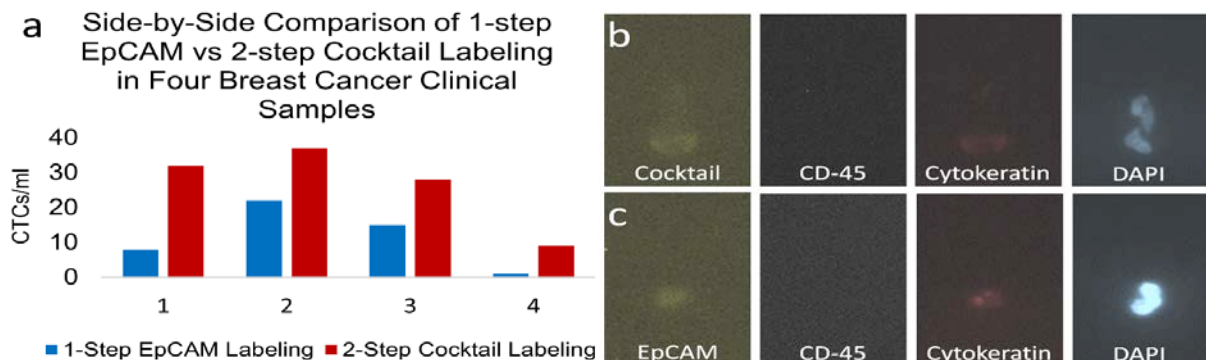 a
Side-by-Side Comparison of 1-step
EpCAM vs 2-step Cocktail Labeling
in Four Breast Cancer Clinical
Samples
CTCs/ml
40
30
20
10
0
1 2 3 4
1-Step EpCAM Labeling 2-Step Cocktail Labeling
b
Cocktail CD-45 Cytokeratin DAPI
c
EpCAM CD-45 Cytokeratin DAPI